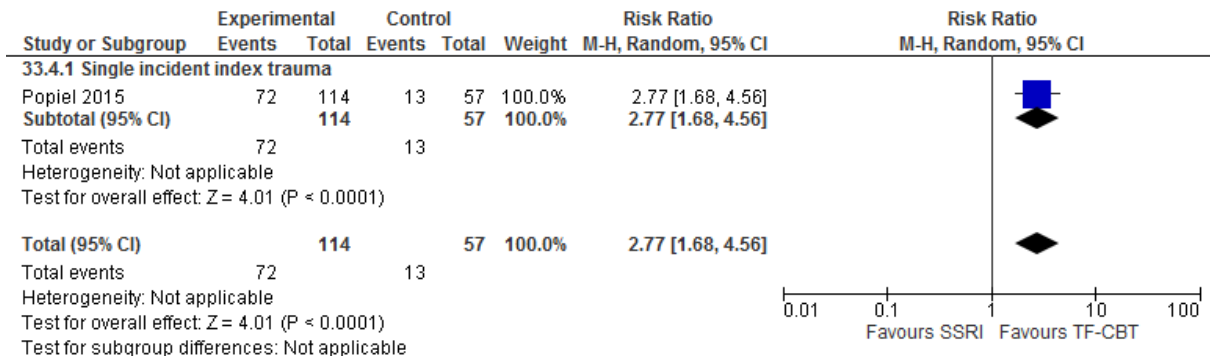 Experimental Control Risk Ratio Risk Ratio
Study or Subgroup Events Total Events Total Weight M-H, Random, 95% CI M-H, Random, 95% CI
33.4.1 Single incident index trauma
Popiel 2015 72 114 13 57 100.0% 2.77 [1.68, 4.56]
Subtotal (95% CI) 114 57 100.0% 2.77 [1.68, 4.56]
Total events 72 13
Heterogeneity: Not applicable
Test for overall effect: Z = 4.01 (P < 0.0001)
Total (95% CI) 114 57 100.0% 2.77 [1.68, 4.56]
Total events 72 13
Heterogeneity: Not applicable
Test for overall effect: Z = 4.01 (P < 0.0001)
Test for subgroup differences: Not applicable
0.01 0.1 1 10 100
Favours SSRI Favours TF-CBT